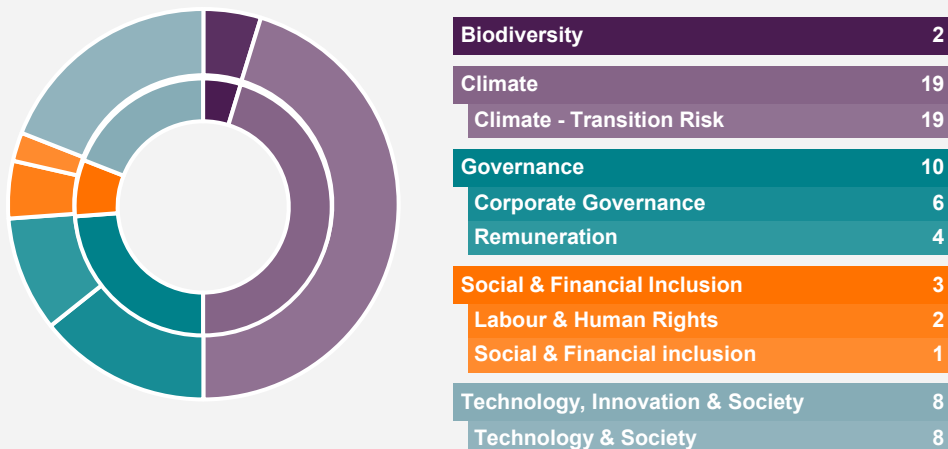 Biodiversity 2
Climate 19
Climate - Transition Risk 19
Governance 10
Corporate Governance 6
Remuneration 4
Social & Financial Inclusion 3
Labour & Human Rights 2
Social & Financial inclusion 1
Technology, Innovation & Society 8
Technology & Society 8